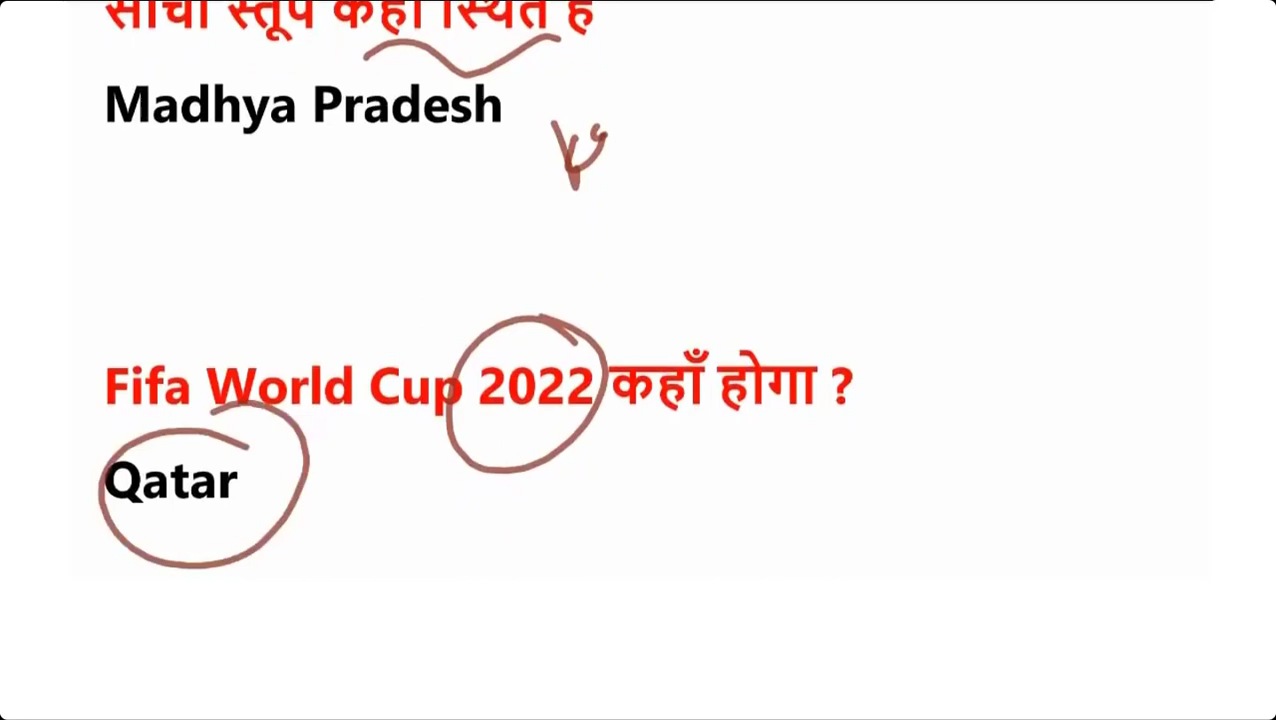 सांची स्तूप कहाँ स्थित है
Madhya Pradesh
Fifa World Cup 2022 कहाँ होगा ?
Qatar